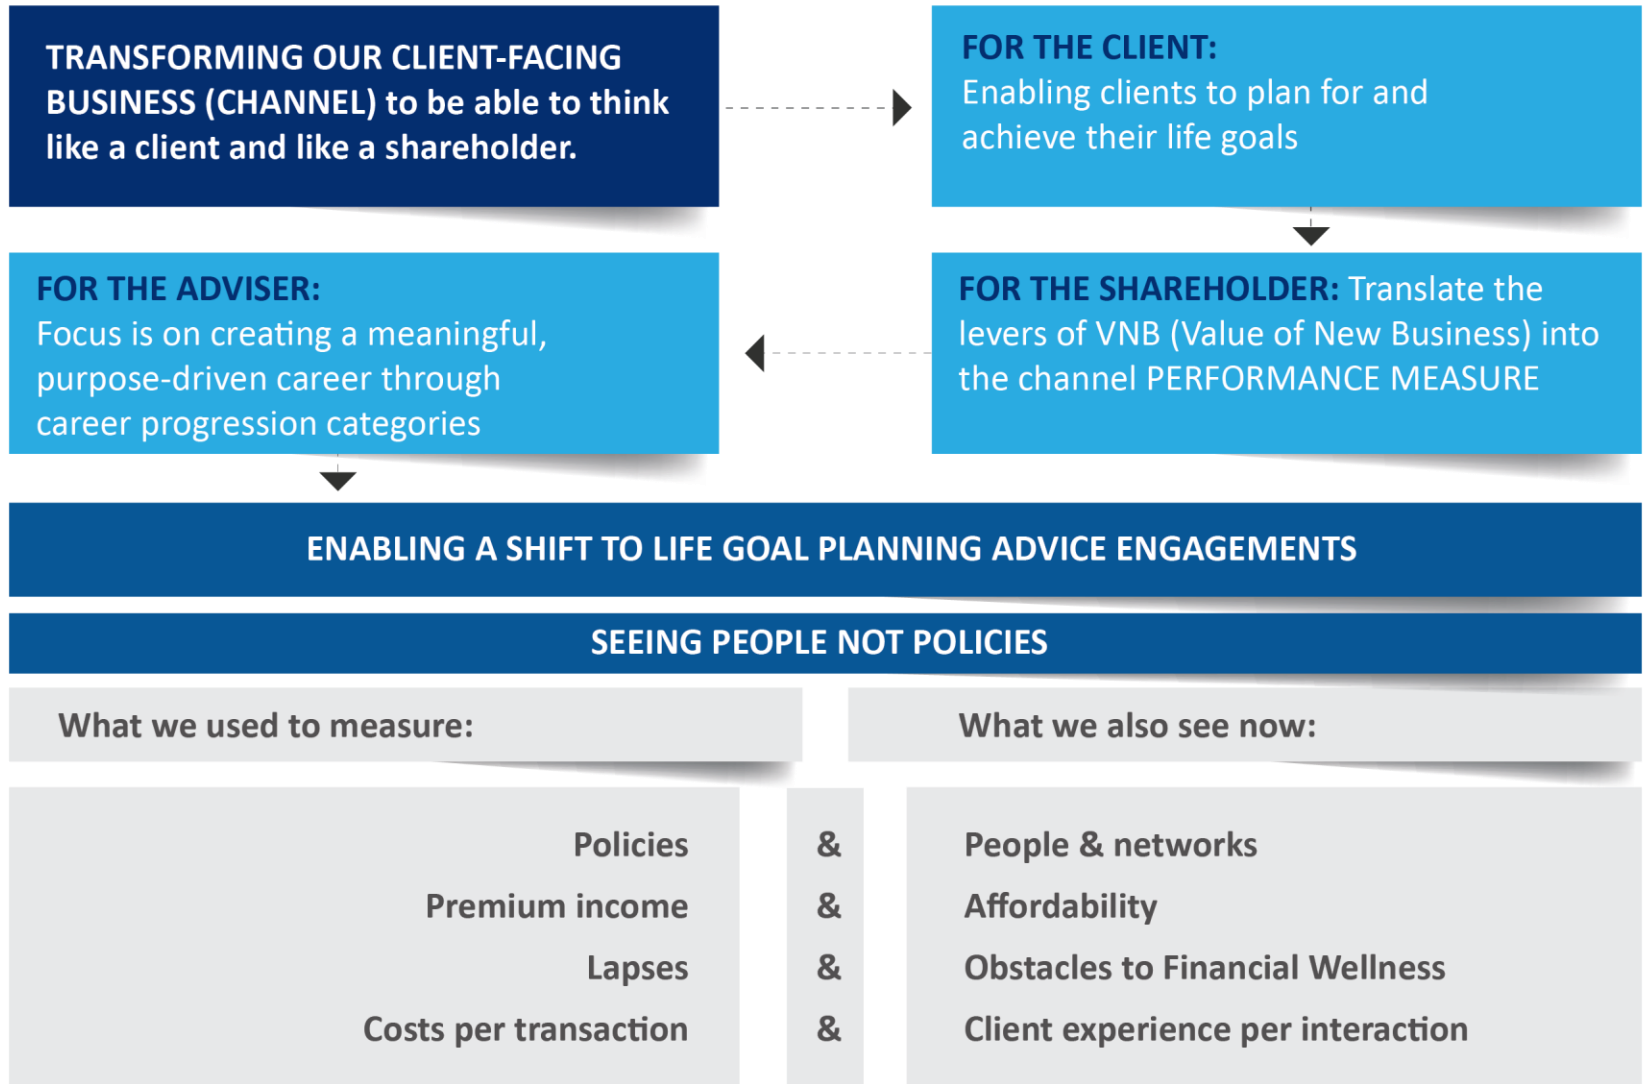 TRANSFORMING OUR CLIENT-FACING
BUSINESS (CHANNEL) to be able to think
like a client and like a shareholder.
FOR THE CLIENT:
Enabling clients to plan for and
achieve their life goals
FOR THE SHAREHOLDER: Translate the
levers of VNB (Value of New Business) into
the channel PERFORMANCE MEASURE
FOR THE ADVISER:
Focus is on creating a meaningful,
purpose-driven career through
career progression categories
ENABLING A SHIFT TO LIFE GOAL PLANNING ADVICE ENGAGEMENTS
SEEING PEOPLE NOT POLICIES
What we used to measure:
What we also see now:
Policies & People & networks
Premium income & Affordability
Lapses & Obstacles to Financial Wellness
Costs per transaction & Client experience per interaction